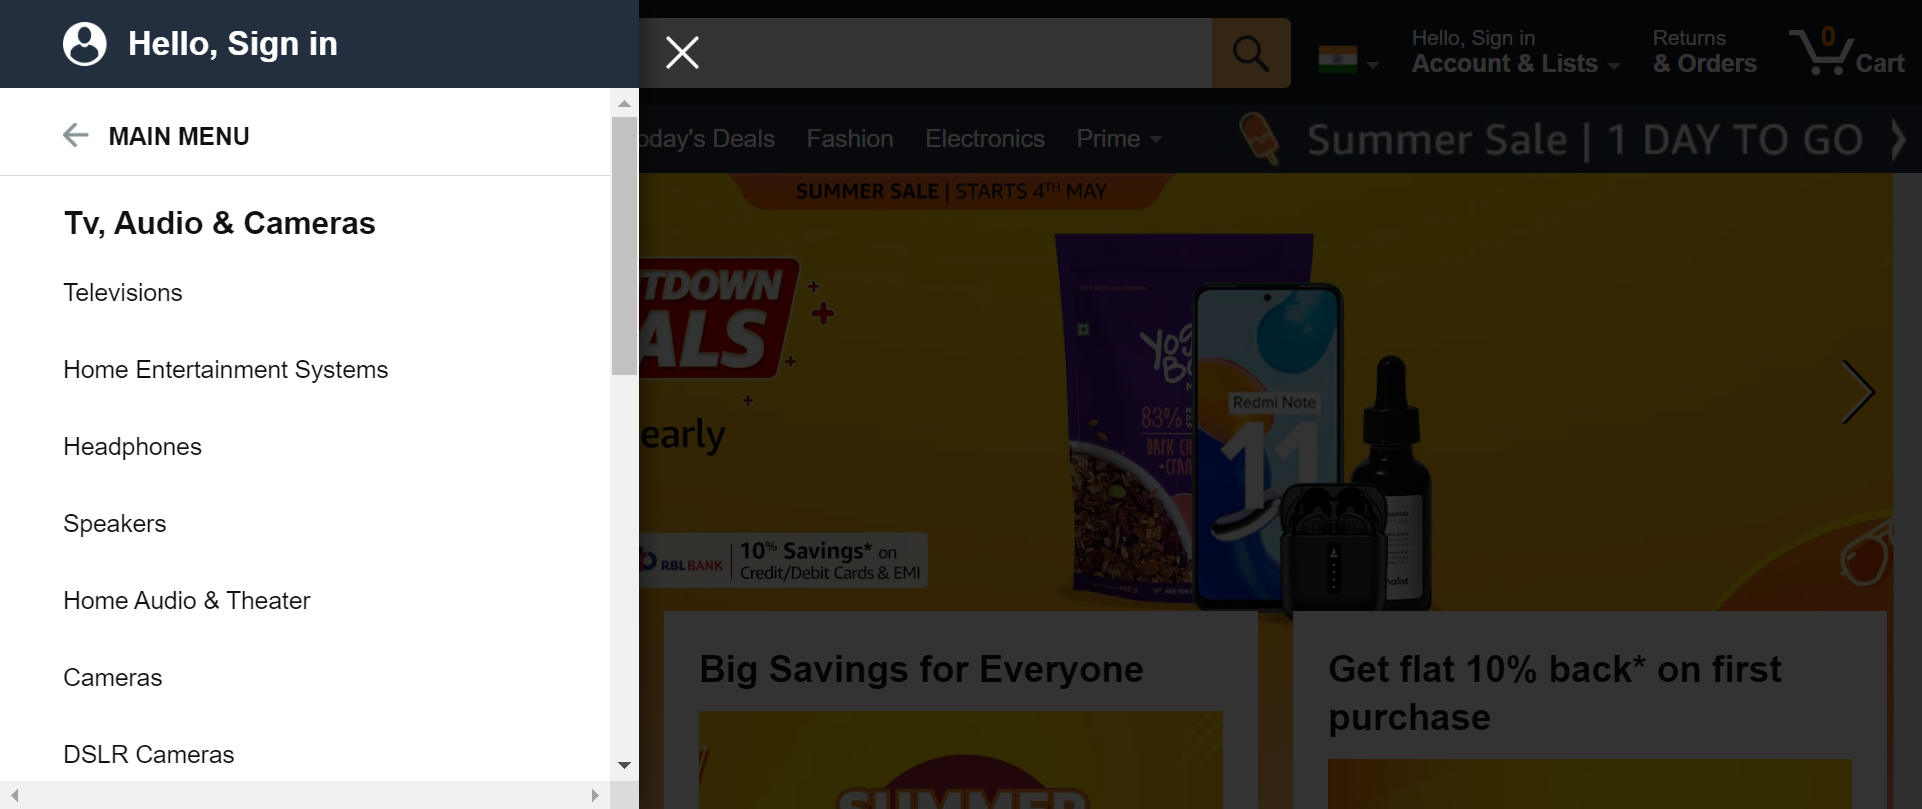 Hello, Sign in
MAIN MENU
Tv, Audio & Cameras
Televisions
Home Entertainment Systems
Headphones
Speakers
Home Audio & Theater
Cameras
DSLR Cameras
Hello, Sign in
Account & Lists
Returns
& Orders
0
Cart
oday's Deals
Fashion
Electronics
Prime
Summer Sale | 1 DAY TO GO
SUMMER SALE | STARTS 4TH MAY
TDOWN
ALS
early
RBL BANK
10% Savings* on
Credit/Debit Cards & EMI
83%
Redmi Note
11
Big Savings for Everyone
SUMMER
Get flat 10% back* on first
purchase